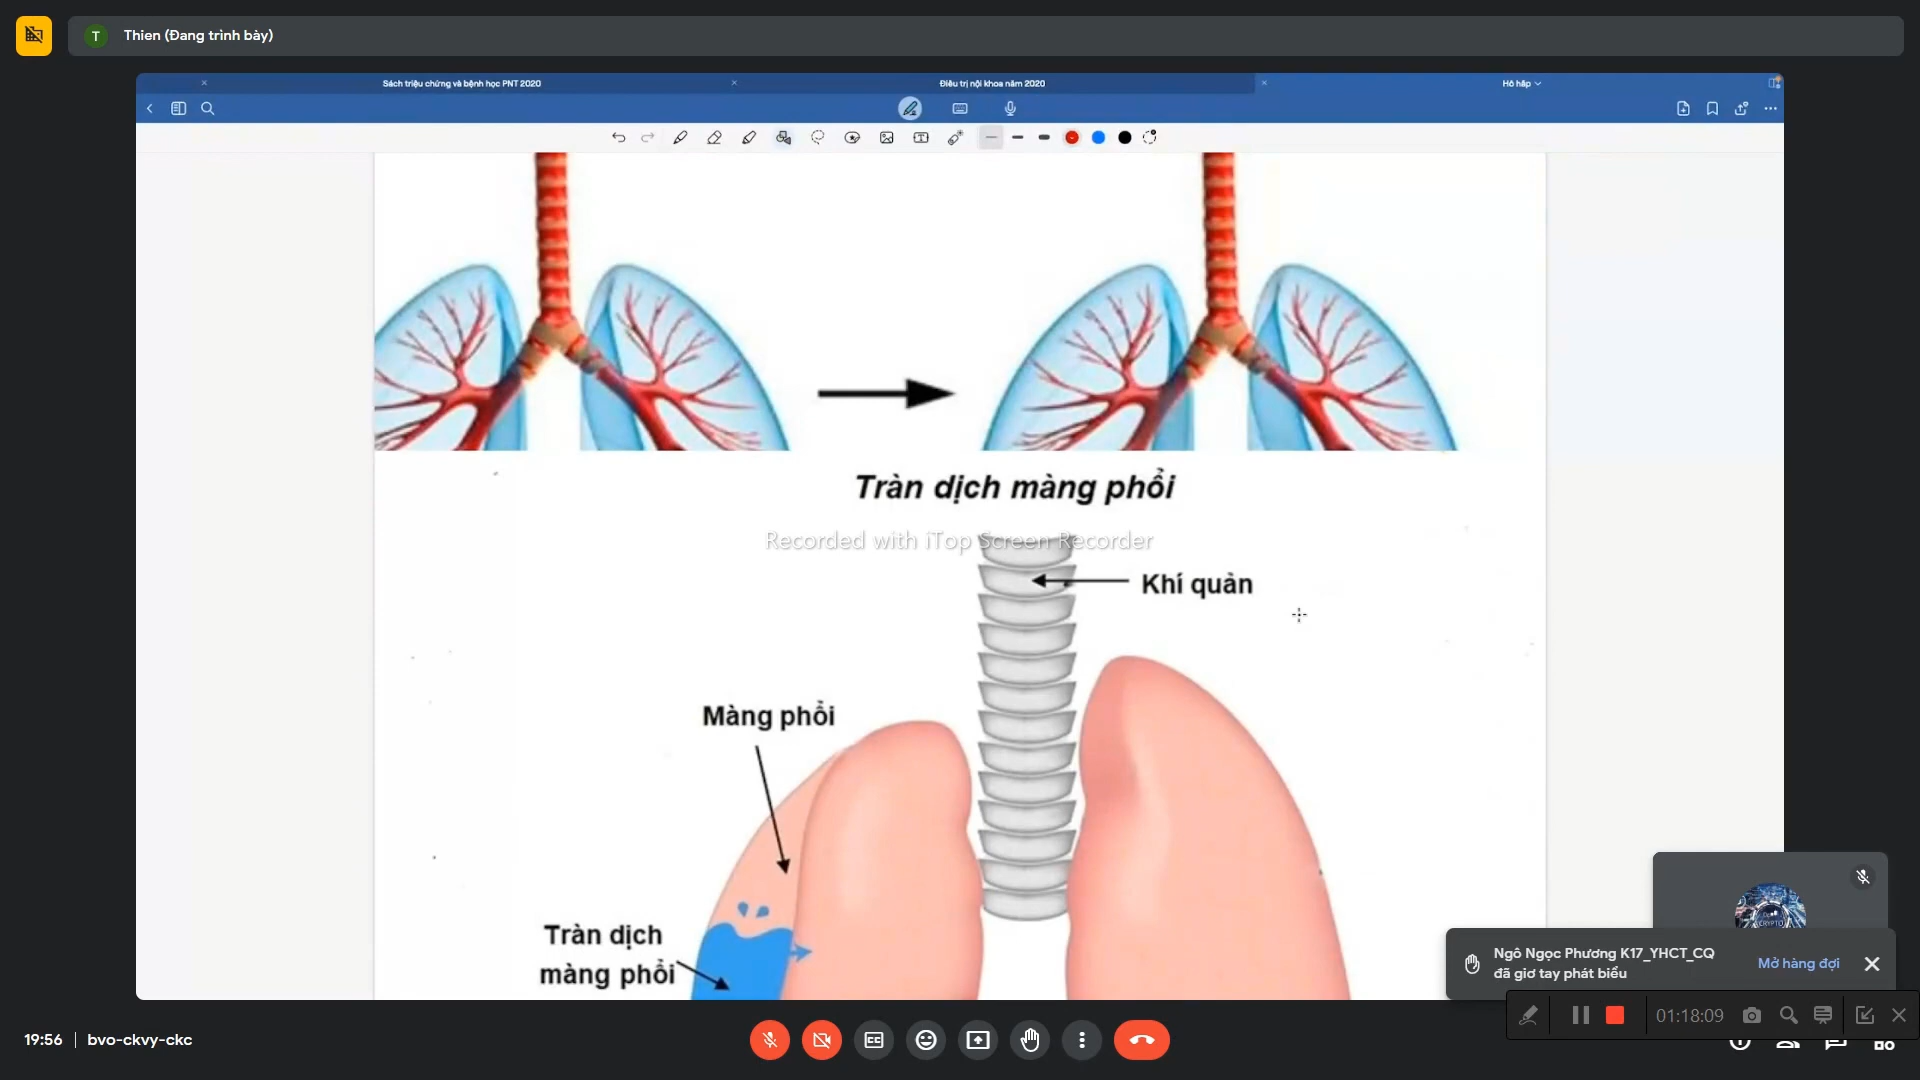 T Thien (Đang trình bày)
Sách triệu chứng và bệnh học PNT 2020
Điều trị nội khoa năm 2020
Hô hấp
Tràn dịch màng phổi
Recorded with iTop Screen Recorder
Khí quản
Màng phổi
Tràn dịch
màng phổi
CRYPTO
Ngô Ngọc Phương K17_YHCT_CQ
đã giơ tay phát biểu
Mở hàng đợi
01:18:09
19:56 | bvo-ckvy-ckc